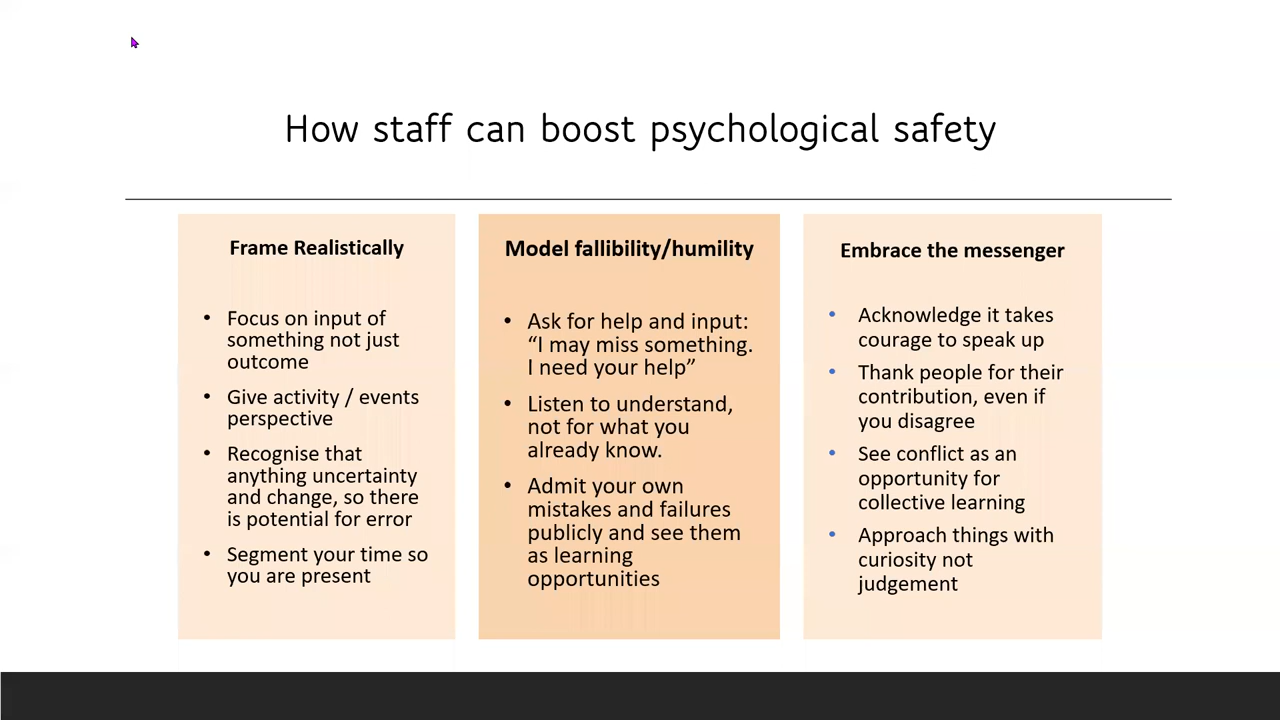 How staff can boost psychological safety
Frame Realistically
• Focus on input of
something not just
outcome
• Give activity / events
perspective
• Recognise that
anything uncertainty
and change, so there
is potential for error
• Segment your time so
you are present
Model fallibility/humility
• Ask for help and input:
“I may miss something.
I need your help”
• Listen to understand,
not for what you
already know.
• Admit your own
mistakes and failures
publicly and see them
as learning
opportunities
Embrace the messenger
• Acknowledge it takes
courage to speak up
• Thank people for their
contribution, even if
you disagree
• See conflict as an
opportunity for
collective learning
• Approach things with
curiosity not
judgement